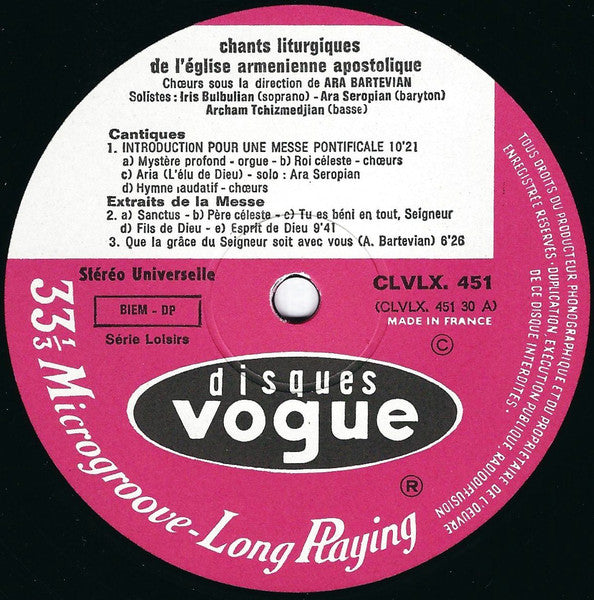 chants liturgiques
de l'église armenienne apostolique
Chœurs sous la direction de ARA BARTEVIAN
Solistes : Iris Bulbulian (soprano) - Ara Seropian (baryton)
Archam Tchizmedjian (basse)
Cantiques
1. INTRODUCTION POUR UNE MESSE PONTIFICALE 10'21
a) Mystère profond - orgue - b) Roi céleste - chœurs
c) Aria (L'élu de Dieu) - solo : Ara Seropian
d) Hymne laudatif - chœurs
Extraits de la Messe
2. a) Sanctus - b) Père céleste - c) Tu es béni en tout, Seigneur
d) Fils de Dieu - e) Esprit de Dieu 9'41
3. Que la grâce du Seigneur soit avec vous (A. Bartevian) 6'26
Stéréo Universelle
BIEM - DP
Série Loisirs
CLVLX. 451
(CLVLX. 451 30 A)
MADE IN FRANCE
©
disques
vogue
®
33 1/3 Microgroove - Long Playing
TOUS DROITS DU PRODUCTEUR PHONOGRAPHIQUE ET DU PROPRIÉTAIRE DE L'ŒUVRE
ENREGISTRÉE RÉSERVÉS - DUPLICATION EXÉCUTION PUBLIQUE, RADIODIFFUSION
DE CE DISQUE INTERDITES.